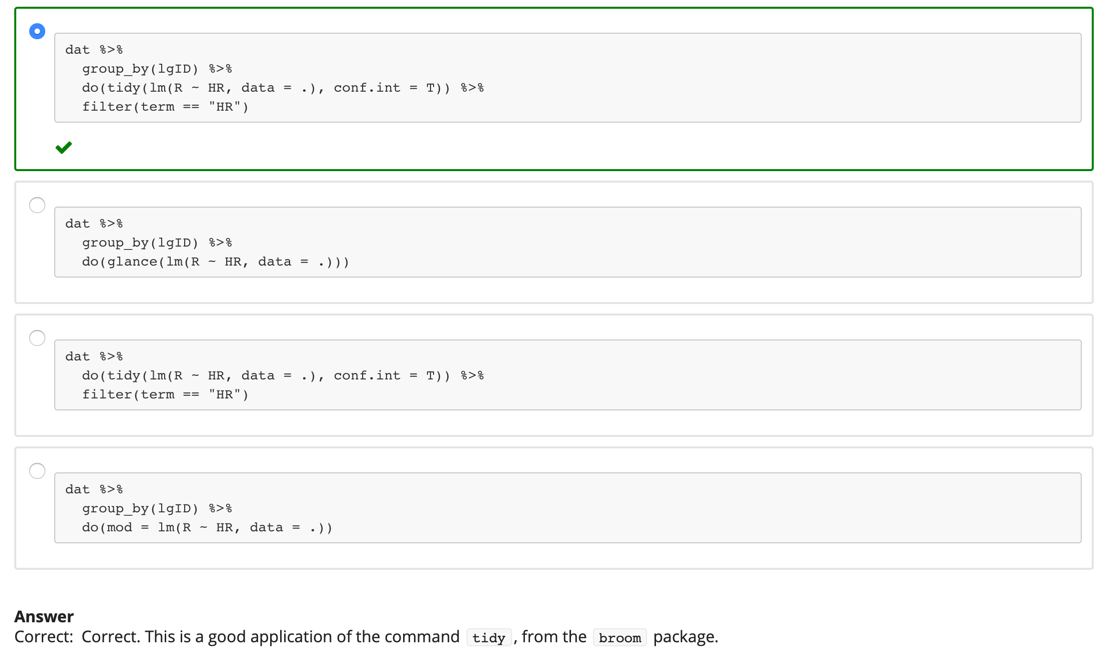 dat %>%
  group_by(lgID) %>%
  do(tidy(lm(R ~ HR, data = .), conf.int = T)) %>%
  filter(term == "HR")
dat %>%
  group_by(lgID) %>%
  do(glance(lm(R ~ HR, data = .)))
dat %>%
  do(tidy(lm(R ~ HR, data = .), conf.int = T)) %>%
  filter(term == "HR")
dat %>%
  group_by(lgID) %>%
  do(mod = lm(R ~ HR, data = .))
Answer
Correct: Correct. This is a good application of the command tidy, from the broom package.